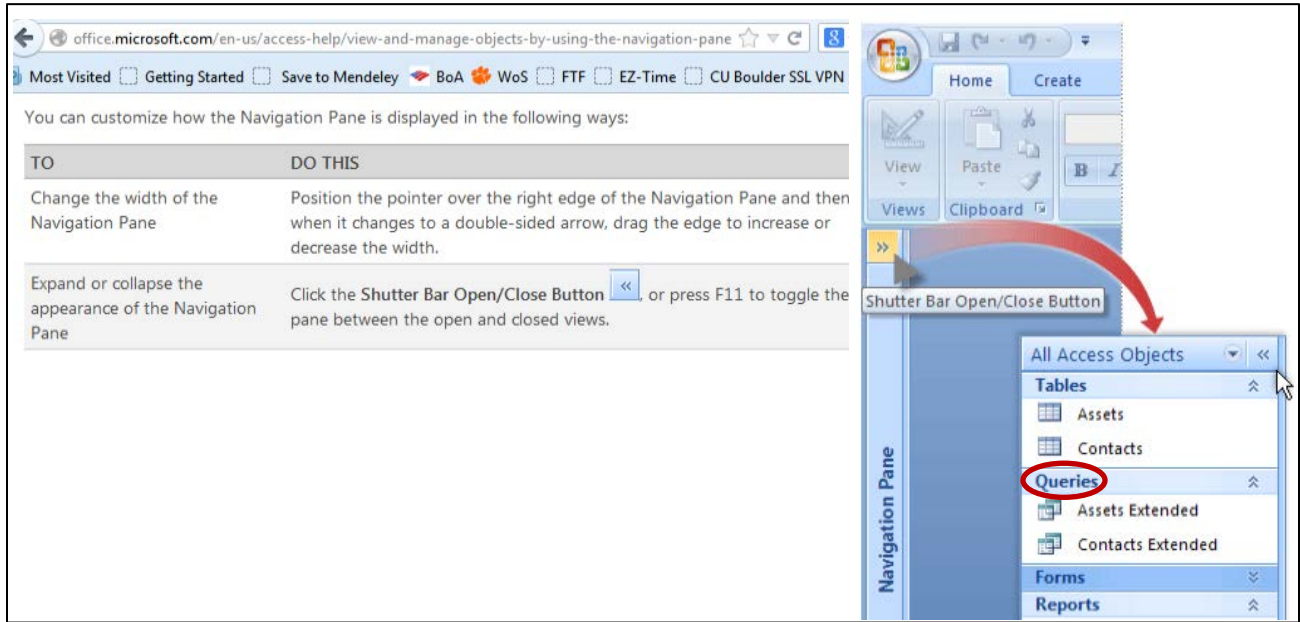 office.microsoft.com/en-us/access-help/view-and-manage-objects-by-using-the-navigation-pane
8
Most Visited Getting Started Save to Mendeley BoA WoS FTF EZ-Time CU Boulder SSL VPN
You can customize how the Navigation Pane is displayed in the following ways:
TO DO THIS
Change the width of the
Navigation Pane
Position the pointer over the right edge of the Navigation Pane and then
when it changes to a double-sided arrow, drag the edge to increase or
decrease the width.
Expand or collapse the
appearance of the Navigation
Pane
Click the Shutter Bar Open/Close Button «, or press F11 to toggle the
pane between the open and closed views.
Home Create
View Paste B I
Views Clipboard
»
Shutter Bar Open/Close Button
Navigation Pane
All Access Objects «
Tables
Assets
Contacts
Queries
Assets Extended
Contacts Extended
Forms
Reports